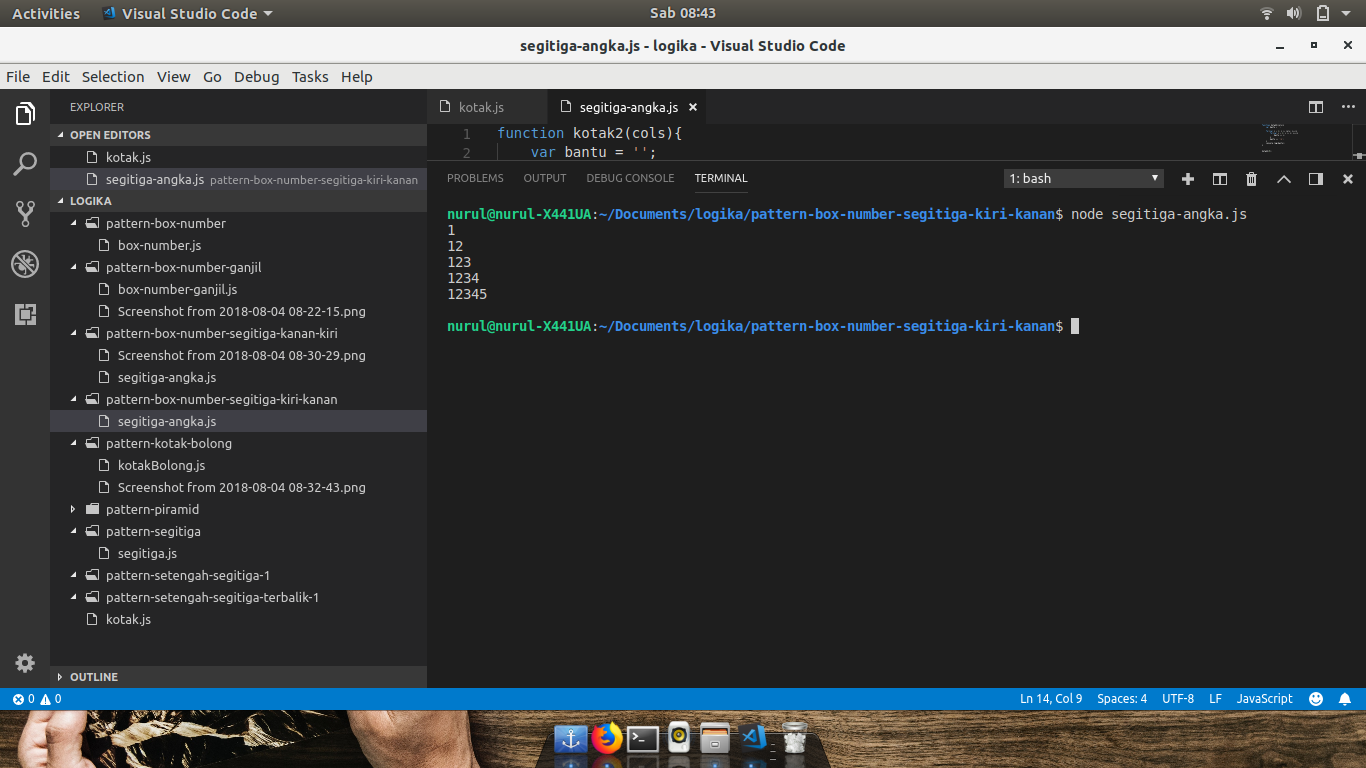 Activities Visual Studio Code Sab 08:43
segitiga-angka.js - logika - Visual Studio Code
File Edit Selection View Go Debug Tasks Help
EXPLORER
OPEN EDITORS
kotak.js
segitiga-angka.js pattern-box-number-segitiga-kiri-kanan
LOGIKA
pattern-box-number
box-number.js
pattern-box-number-ganjil
box-number-ganjil.js
Screenshot from 2018-08-04 08-22-15.png
pattern-box-number-segitiga-kanan-kiri
Screenshot from 2018-08-04 08-30-29.png
segitiga-angka.js
pattern-box-number-segitiga-kiri-kanan
segitiga-angka.js
pattern-kotak-bolong
kotakBolong.js
Screenshot from 2018-08-04 08-32-43.png
pattern-piramid
pattern-segitiga
segitiga.js
pattern-setengah-segitiga-1
pattern-setengah-segitiga-terbalik-1
kotak.js
OUTLINE
kotak.js segitiga-angka.js
1 function kotak2(cols){
2 var bantu = '';
PROBLEMS OUTPUT DEBUG CONSOLE TERMINAL 1: bash
nurul@nurul-X441UA:~/Documents/logika/pattern-box-number-segitiga-kiri-kanan$ node segitiga-angka.js
1
12
123
1234
12345
nurul@nurul-X441UA:~/Documents/logika/pattern-box-number-segitiga-kiri-kanan$
0 0 Ln 14, Col 9 Spaces: 4 UTF-8 LF JavaScript